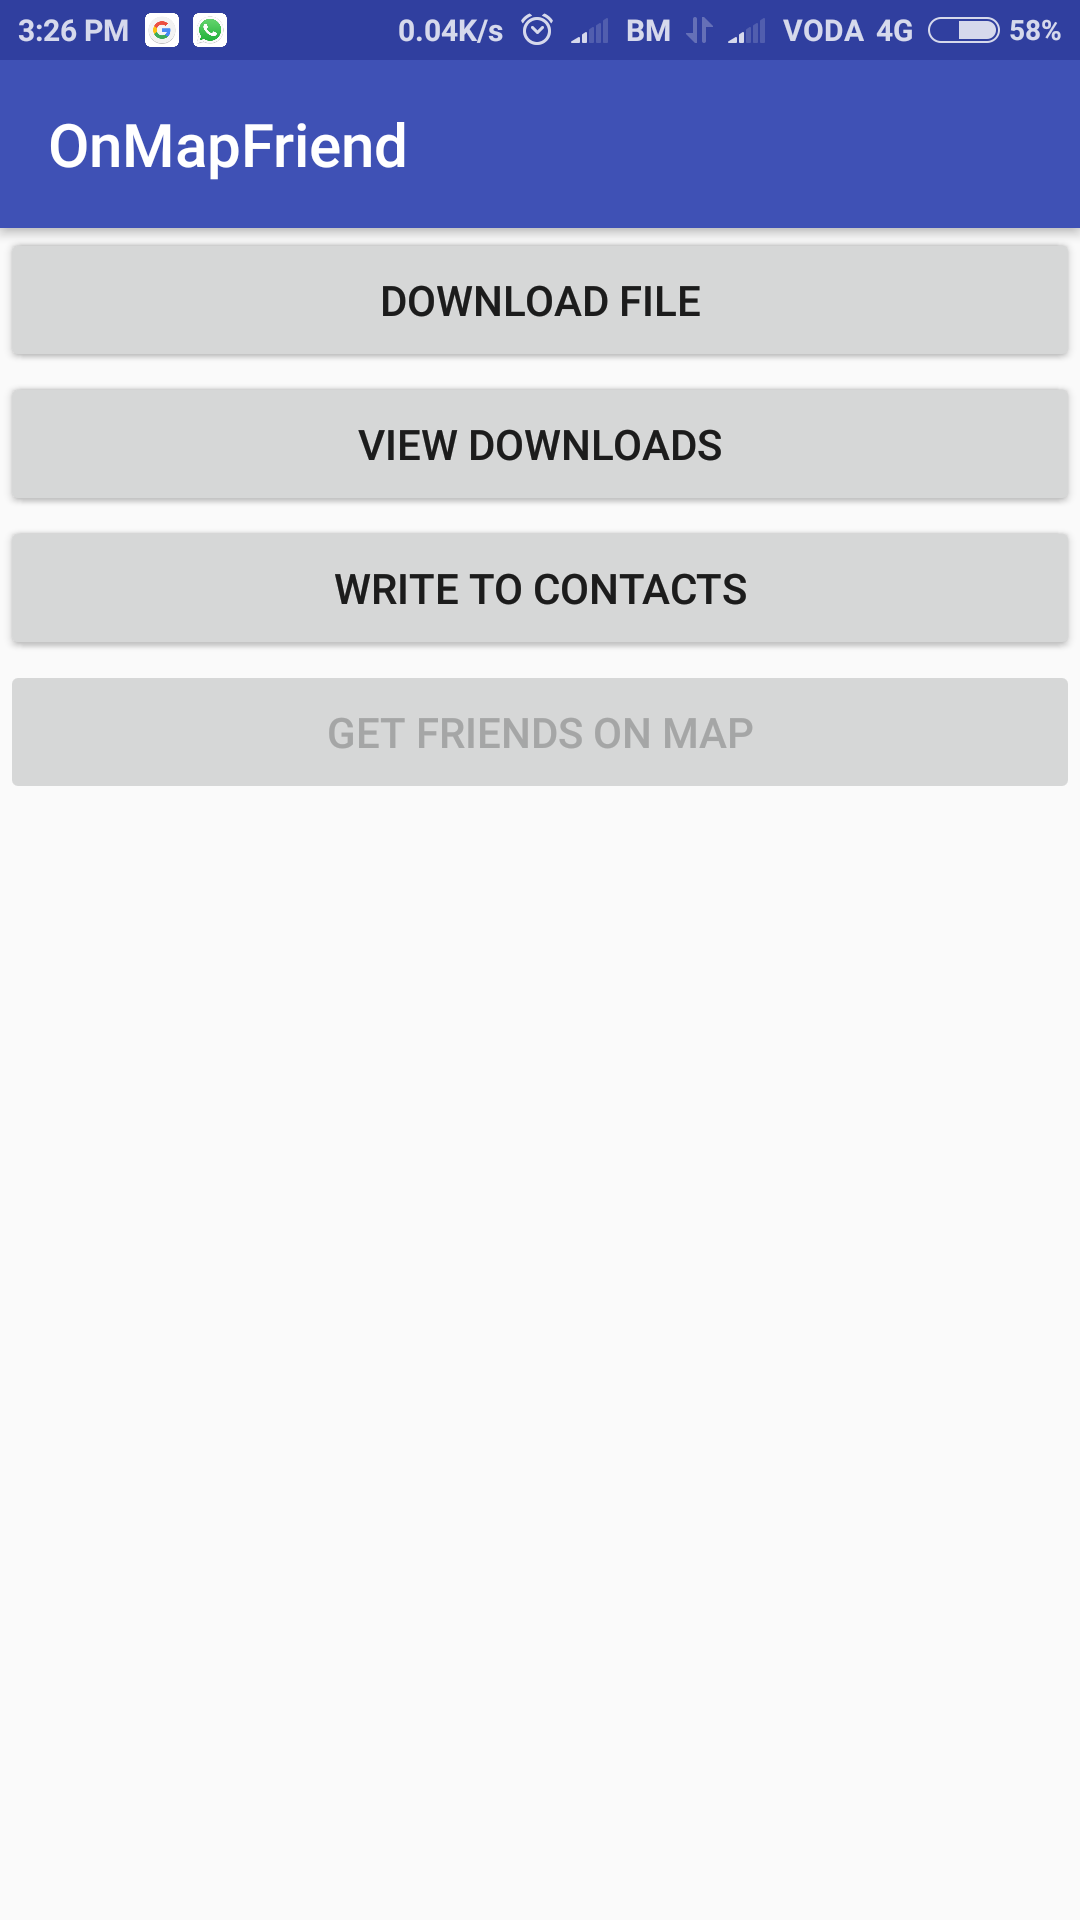 3:26 PM 0.04K/s BM VODA 4G 58%
OnMapFriend
DOWNLOAD FILE
VIEW DOWNLOADS
WRITE TO CONTACTS
GET FRIENDS ON MAP